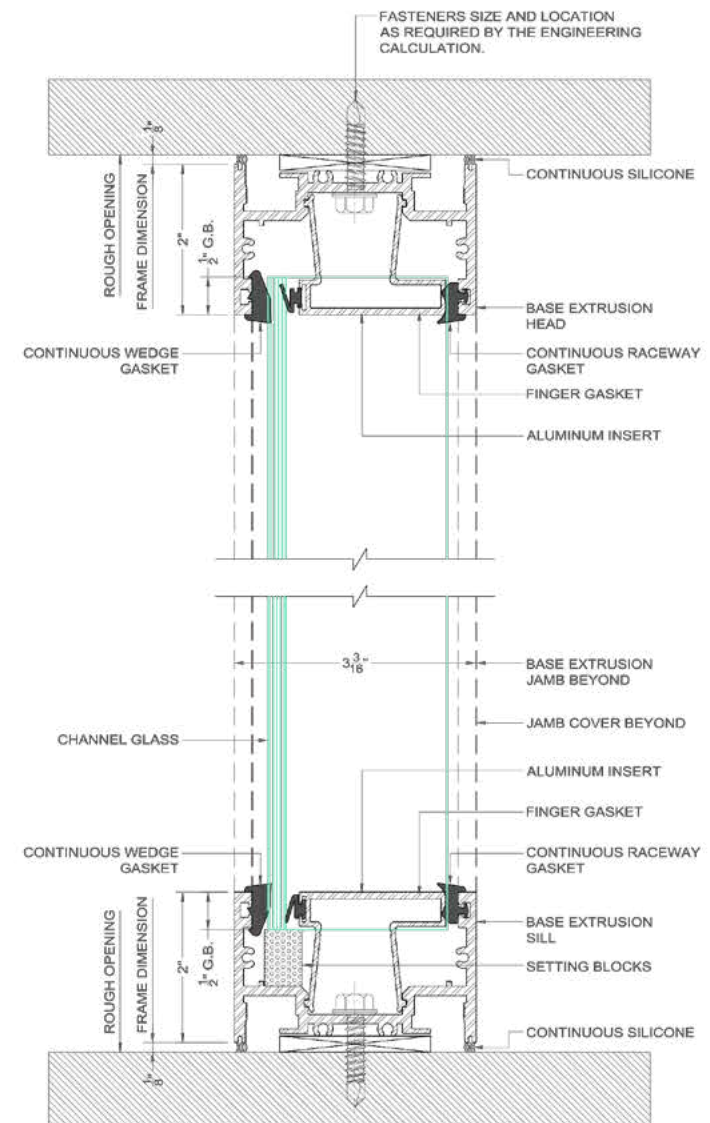 FASTENERS SIZE AND LOCATION
AS REQUIRED BY THE ENGINEERING
CALCULATION.
1/8"
CONTINUOUS SILICONE
ROUGH OPENING
FRAME DIMENSION
2"
1/2" G.B.
BASE EXTRUSION
HEAD
CONTINUOUS WEDGE
GASKET
CONTINUOUS RACEWAY
GASKET
FINGER GASKET
ALUMINUM INSERT
3 3/16"
BASE EXTRUSION
JAMB BEYOND
JAMB COVER BEYOND
CHANNEL GLASS
ALUMINUM INSERT
FINGER GASKET
CONTINUOUS WEDGE
GASKET
CONTINUOUS RACEWAY
GASKET
ROUGH OPENING
FRAME DIMENSION
2"
1/2" G.B.
BASE EXTRUSION
SILL
SETTING BLOCKS
CONTINUOUS SILICONE
1/8"